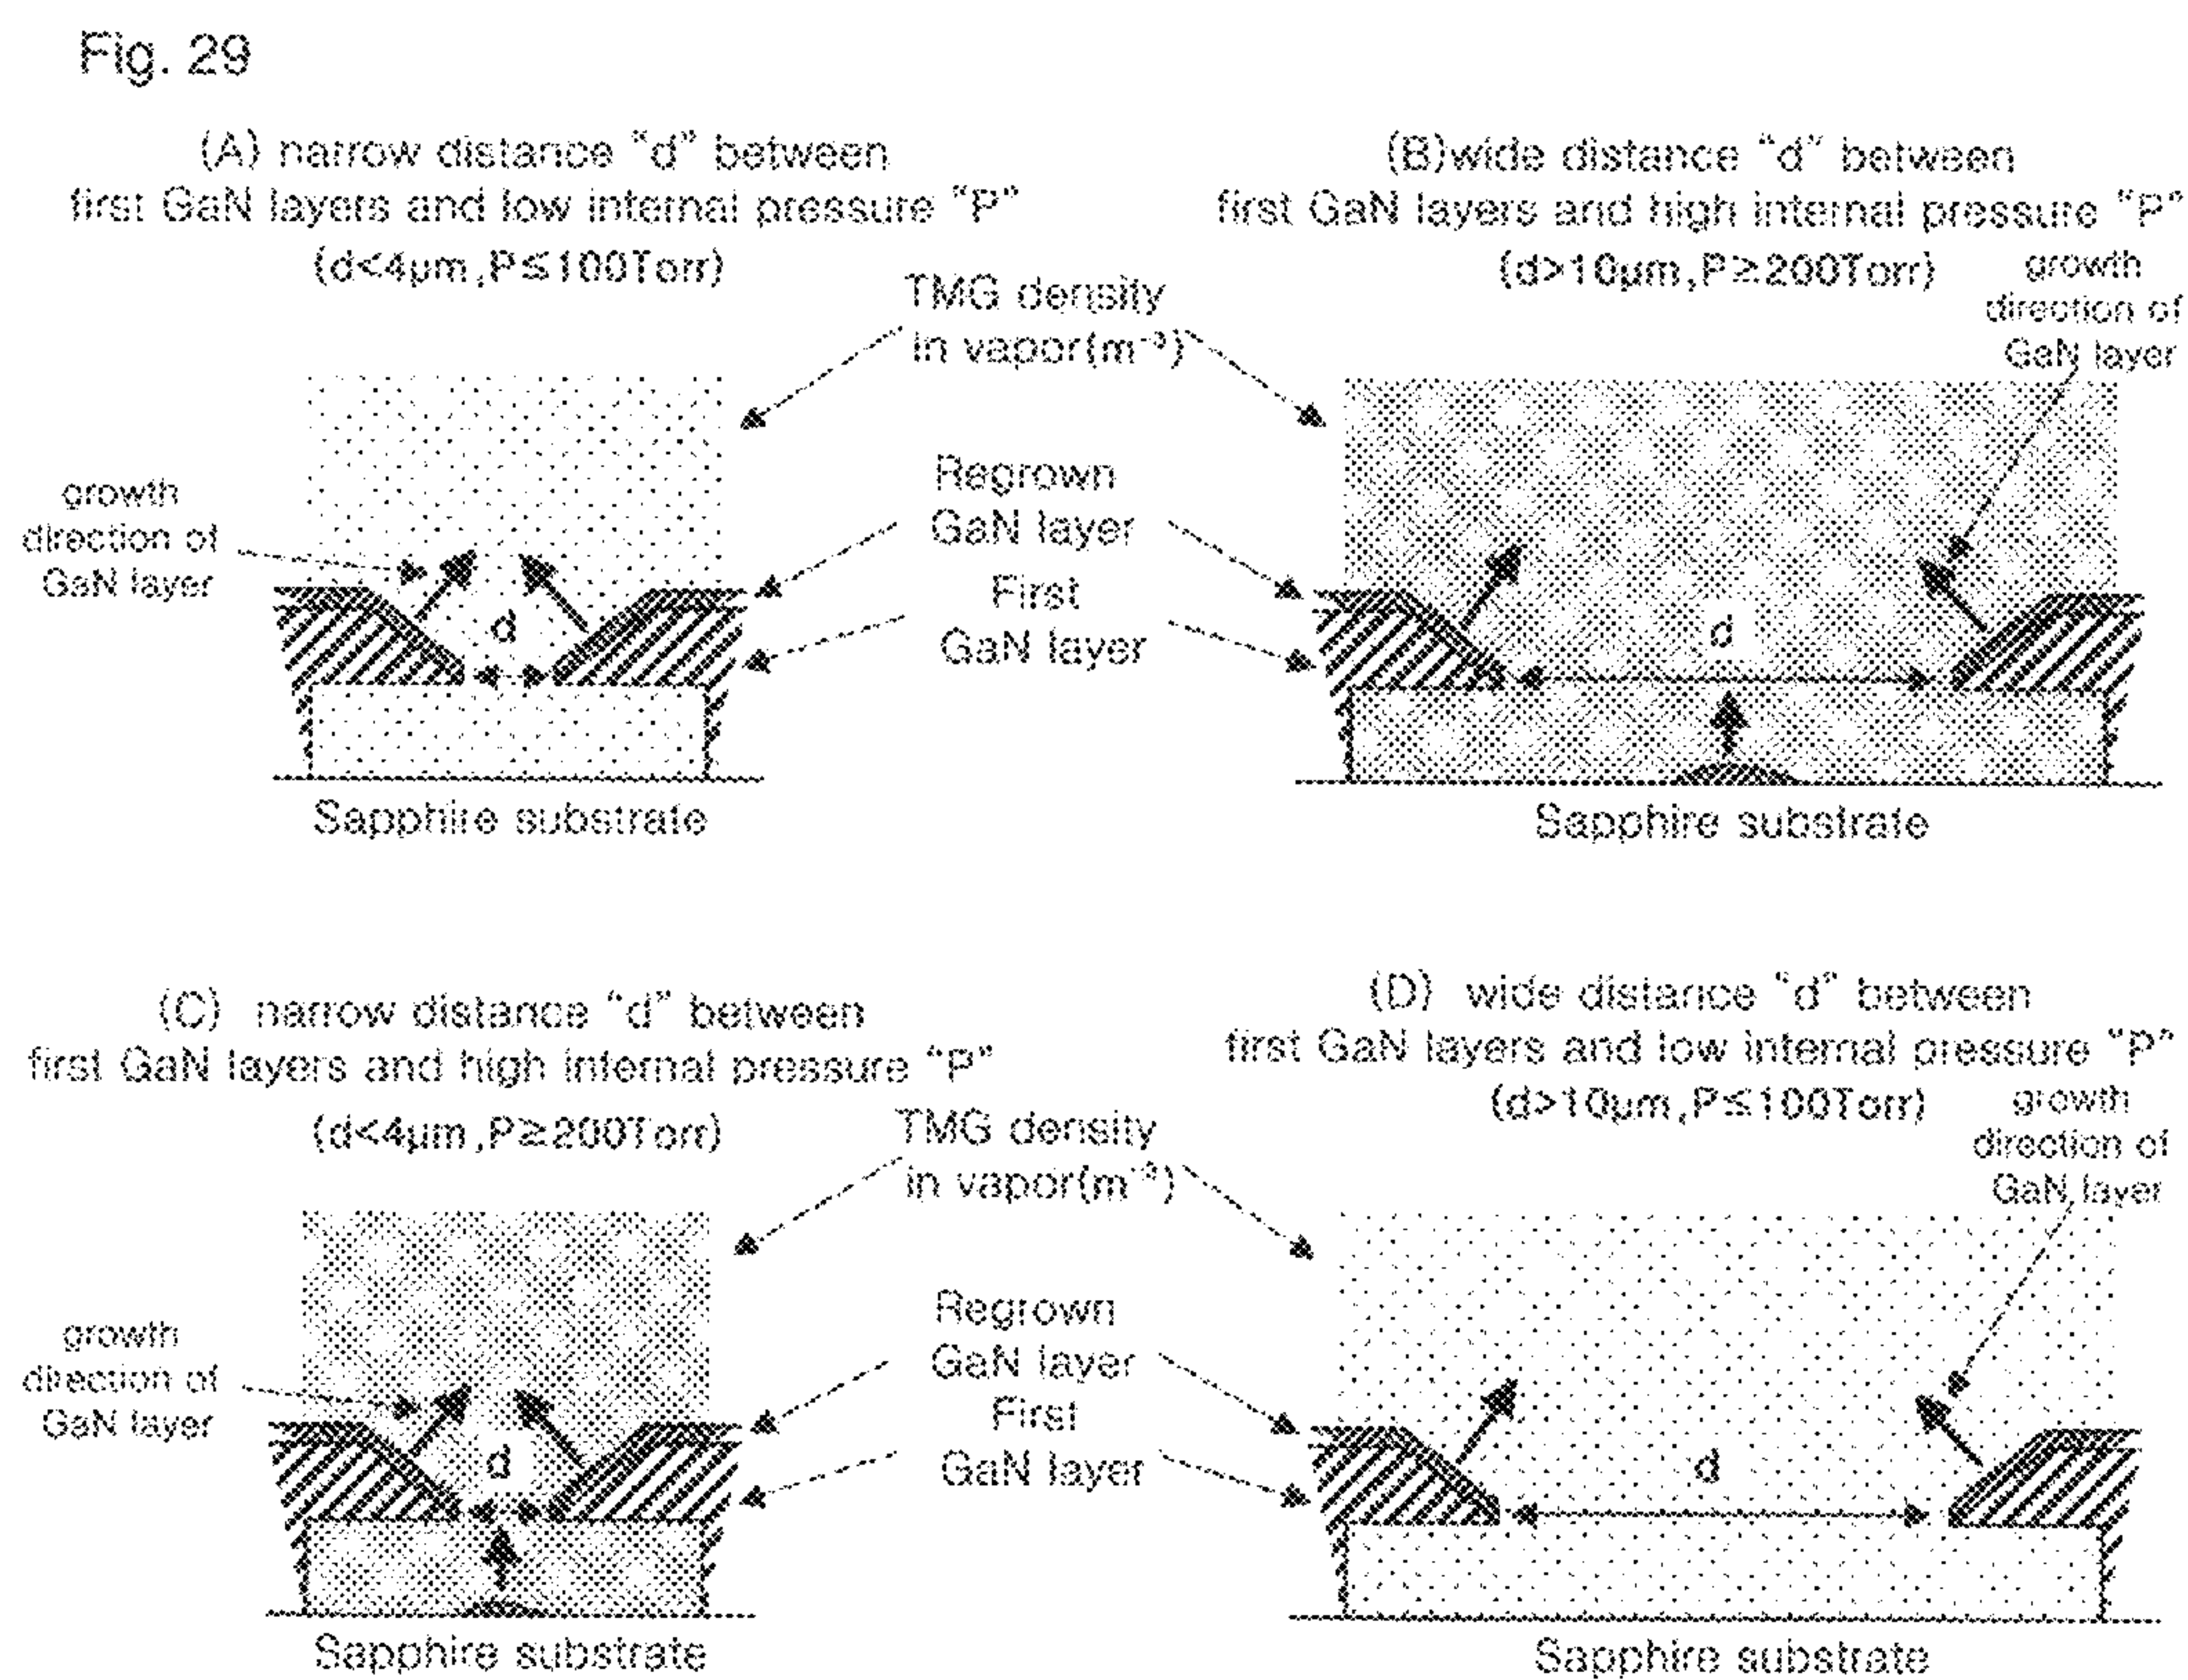 Fig. 29
(A) narrow distance "d" between
first GaN layers and low internal pressure "P"
(d<4μm,P≤100Torr)
(B)wide distance "d" between
first GaN layers and high internal pressure "P"
(d>10μm,P≥200Torr)
growth
direction of
GaN layer
TMG density
in vapor(m⁻³)
growth
direction of
GaN layer
Regrown
GaN layer
First
GaN layer
d
d
Sapphire substrate
Sapphire substrate
(C) narrow distance "d" between
first GaN layers and high internal pressure "P"
(d<4μm,P≥200Torr)
(D) wide distance "d" between
first GaN layers and low internal pressure "P"
(d>10μm,P≤100Torr)
growth
direction of
GaN layer
TMG density
in vapor(m⁻³)
growth
direction of
GaN layer
Regrown
GaN layer
First
GaN layer
d
d
Sapphire substrate
Sapphire substrate